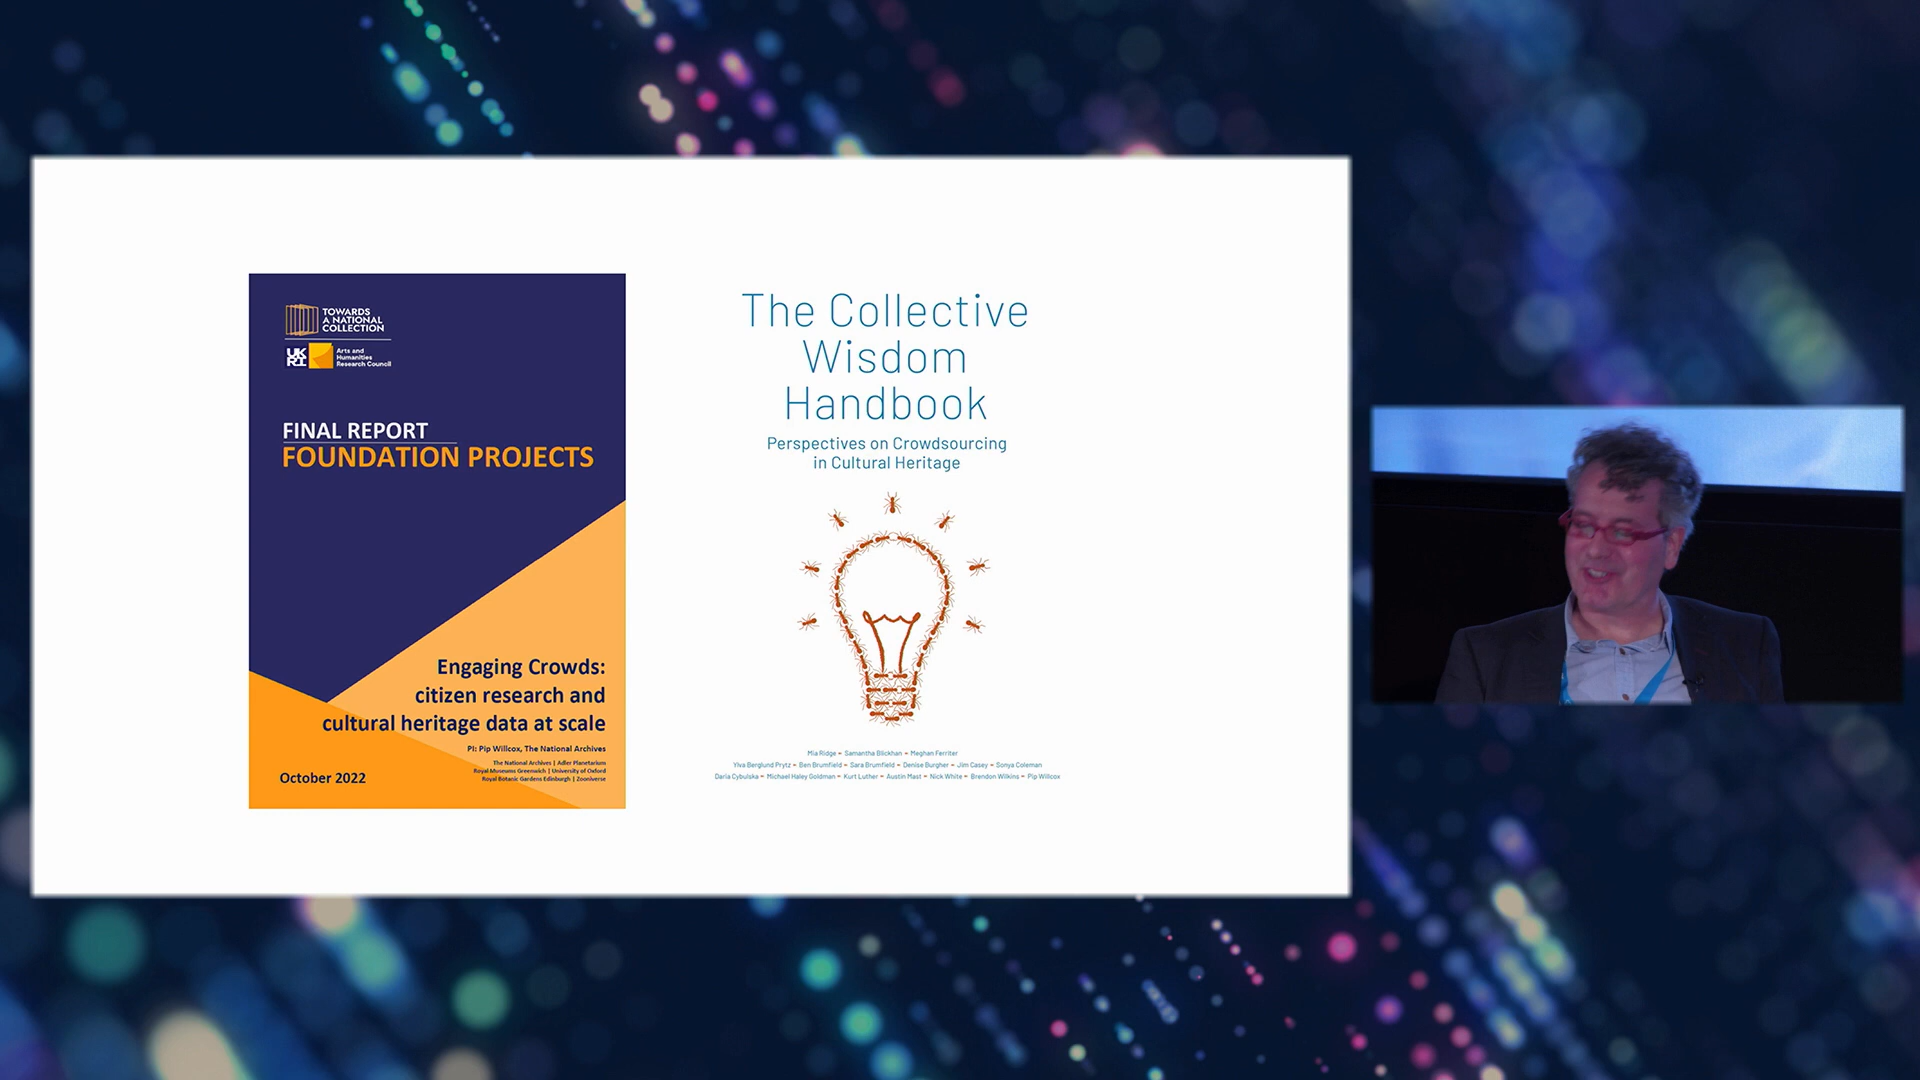 TOWARDS
A NATIONAL
COLLECTION
UK
RI
Arts and
Humanities
Research Council
FINAL REPORT
FOUNDATION PROJECTS
Engaging Crowds:
citizen research and
cultural heritage data at scale
PI: Pip Willcox, The National Archives
The National Archives | Adler Planetarium
Royal Museums Greenwich | University of Oxford
Royal Botanic Gardens Edinburgh | Zooniverse
October 2022
The Collective
Wisdom
Handbook
Perspectives on Crowdsourcing
in Cultural Heritage
Mia Ridge – Samantha Blickhan – Meghan Ferriter
Ylva Berglund Prytz – Ben Brumfield – Sara Brumfield – Denise Burgher – Jim Casey – Sonya Coleman
Daria Cybulska – Michael Haley Goldman – Kurt Luther – Austin Mast – Nick White – Brendon Wilkins – Pip Willcox